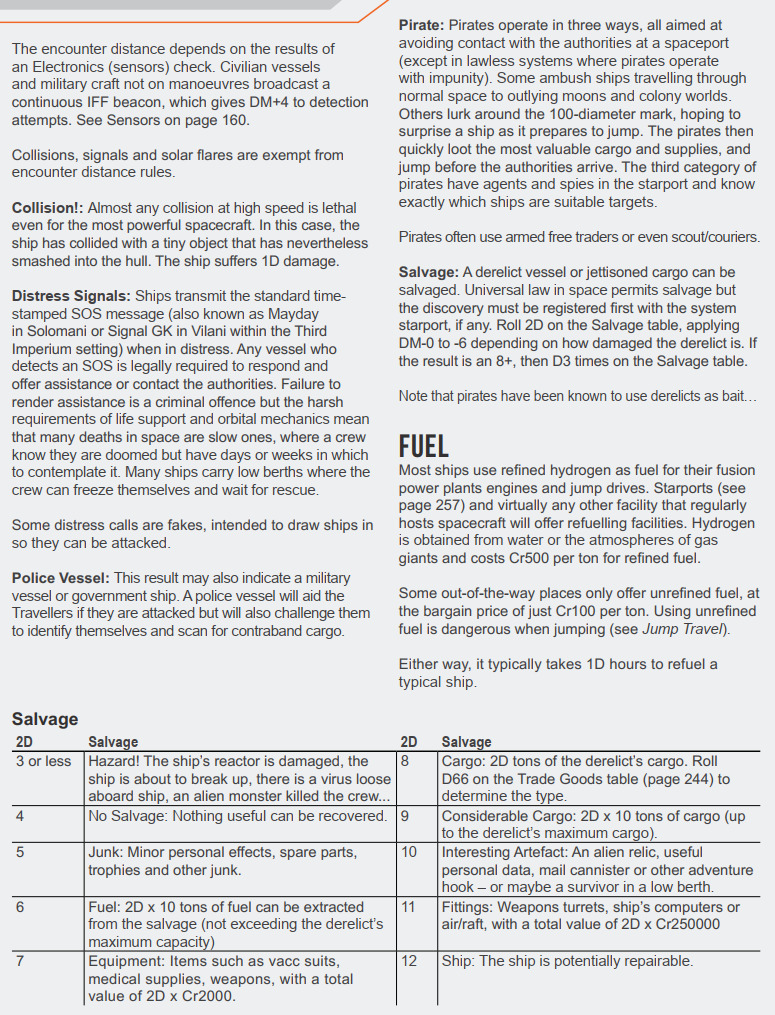 The encounter distance depends on the results of
an Electronics (sensors) check. Civilian vessels
and military craft not on manoeuvres broadcast a
continuous IFF beacon, which gives DM+4 to detection
attempts. See Sensors on page 160.
Collisions, signals and solar flares are exempt from
encounter distance rules.
Collision!: Almost any collision at high speed is lethal
even for the most powerful spacecraft. In this case, the
ship has collided with a tiny object that has nevertheless
smashed into the hull. The ship suffers 1D damage.
Distress Signals: Ships transmit the standard time-
stamped SOS message (also known as Mayday
in Solomani or Signal GK in Vilani within the Third
Imperium setting) when in distress. Any vessel who
detects an SOS is legally required to respond and
offer assistance or contact the authorities. Failure to
render assistance is a criminal offence but the harsh
requirements of life support and orbital mechanics mean
that many deaths in space are slow ones, where a crew
know they are doomed but have days or weeks in which
to contemplate it. Many ships carry low berths where the
crew can freeze themselves and wait for rescue.
Some distress calls are fakes, intended to draw ships in
so they can be attacked.
Police Vessel: This result may also indicate a military
vessel or government ship. A police vessel will aid the
Travellers if they are attacked but will also challenge them
to identify themselves and scan for contraband cargo.
Pirate: Pirates operate in three ways, all aimed at
avoiding contact with the authorities at a spaceport
(except in lawless systems where pirates operate
with impunity). Some ambush ships travelling through
normal space to outlying moons and colony worlds.
Others lurk around the 100-diameter mark, hoping to
surprise a ship as it prepares to jump. The pirates then
quickly loot the most valuable cargo and supplies, and
jump before the authorities arrive. The third category of
pirates have agents and spies in the starport and know
exactly which ships are suitable targets.
Pirates often use armed free traders or even scout/couriers.
Salvage: A derelict vessel or jettisoned cargo can be
salvaged. Universal law in space permits salvage but
the discovery must be registered first with the system
starport, if any. Roll 2D on the Salvage table, applying
DM-0 to -6 depending on how damaged the derelict is. If
the result is an 8+, then D3 times on the Salvage table.
Note that pirates have been known to use derelicts as bait…
FUEL
Most ships use refined hydrogen as fuel for their fusion
power plants engines and jump drives. Starports (see
page 257) and virtually any other facility that regularly
hosts spacecraft will offer refuelling facilities. Hydrogen
is obtained from water or the atmospheres of gas
giants and costs Cr500 per ton for refined fuel.
Some out-of-the-way places only offer unrefined fuel, at
the bargain price of just Cr100 per ton. Using unrefined
fuel is dangerous when jumping (see Jump Travel).
Either way, it typically takes 1D hours to refuel a
typical ship.
Salvage
2D Salvage
3 or less Hazard! The ship's reactor is damaged, the
ship is about to break up, there is a virus loose
aboard ship, an alien monster killed the crew...
4 No Salvage: Nothing useful can be recovered.
5 Junk: Minor personal effects, spare parts,
trophies and other junk.
6 Fuel: 2D x 10 tons of fuel can be extracted
from the salvage (not exceeding the derelict's
maximum capacity)
7 Equipment: Items such as vacc suits,
medical supplies, weapons, with a total
value of 2D x Cr2000.
2D Salvage
8 Cargo: 2D tons of the derelict's cargo. Roll
D66 on the Trade Goods table (page 244) to
determine the type.
9 Considerable Cargo: 2D x 10 tons of cargo (up
to the derelict's maximum cargo).
10 Interesting Artefact: An alien relic, useful
personal data, mail cannister or other adventure
hook – or maybe a survivor in a low berth.
11 Fittings: Weapons turrets, ship's computers or
air/raft, with a total value of 2D x Cr250000
12 Ship: The ship is potentially repairable.